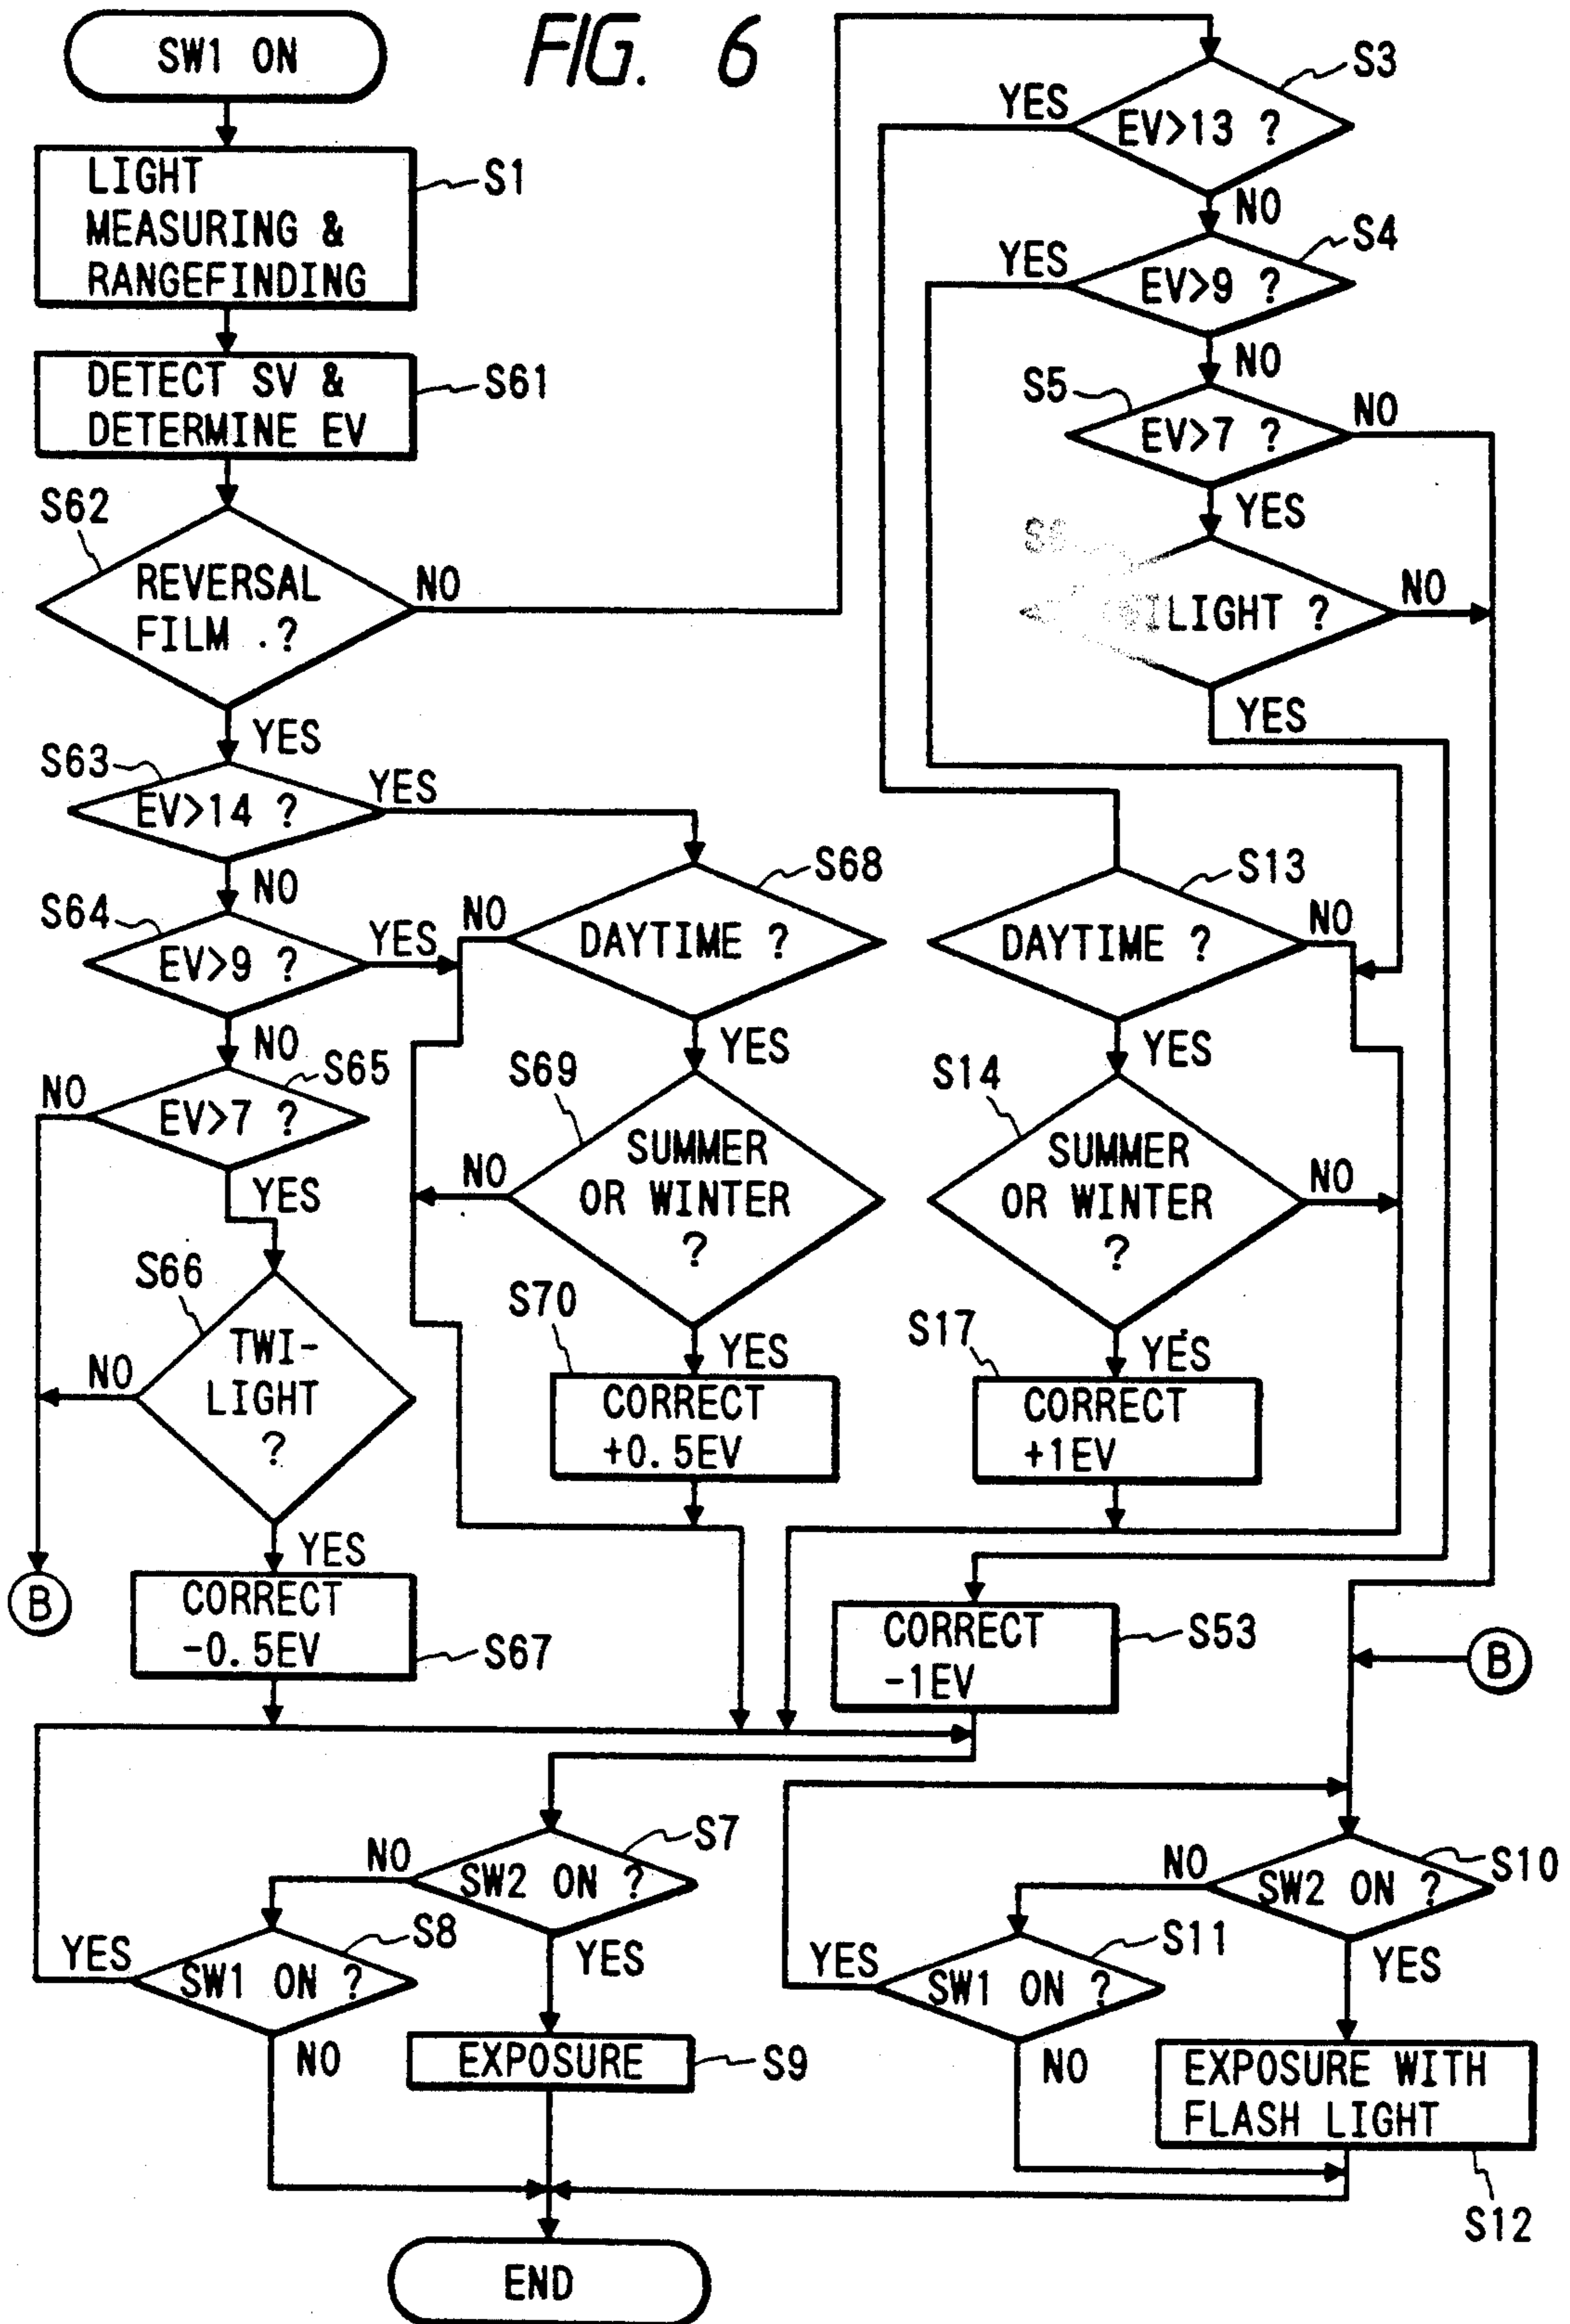 FIG. 6
SW1 ON
LIGHT
MEASURING &
RANGEFINDING
S1
DETECT SV &
DETERMINE EV
S61
S62
REVERSAL
FILM ?
NO
YES
S63
EV>14 ?
YES
NO
S64
EV>9 ?
YES
NO
S65
EV>7 ?
NO
YES
S66
TWI-
LIGHT
?
NO
YES
B
CORRECT
-0.5EV
S67
S68
DAYTIME ?
NO
YES
S69
SUMMER
OR WINTER
?
NO
YES
S70
CORRECT
+0.5EV
S3
EV>13 ?
YES
NO
S4
EV>9 ?
YES
NO
S5
EV>7 ?
NO
YES
?
NO
YES
S13
DAYTIME ?
NO
YES
S14
SUMMER
OR WINTER
?
NO
YES
S17
CORRECT
+1EV
CORRECT
-1EV
S53
B
S7
SW2 ON ?
NO
YES
S8
SW1 ON ?
YES
NO
EXPOSURE
S9
S10
SW2 ON ?
NO
YES
S11
SW1 ON ?
YES
NO
EXPOSURE WITH
FLASH LIGHT
S12
END